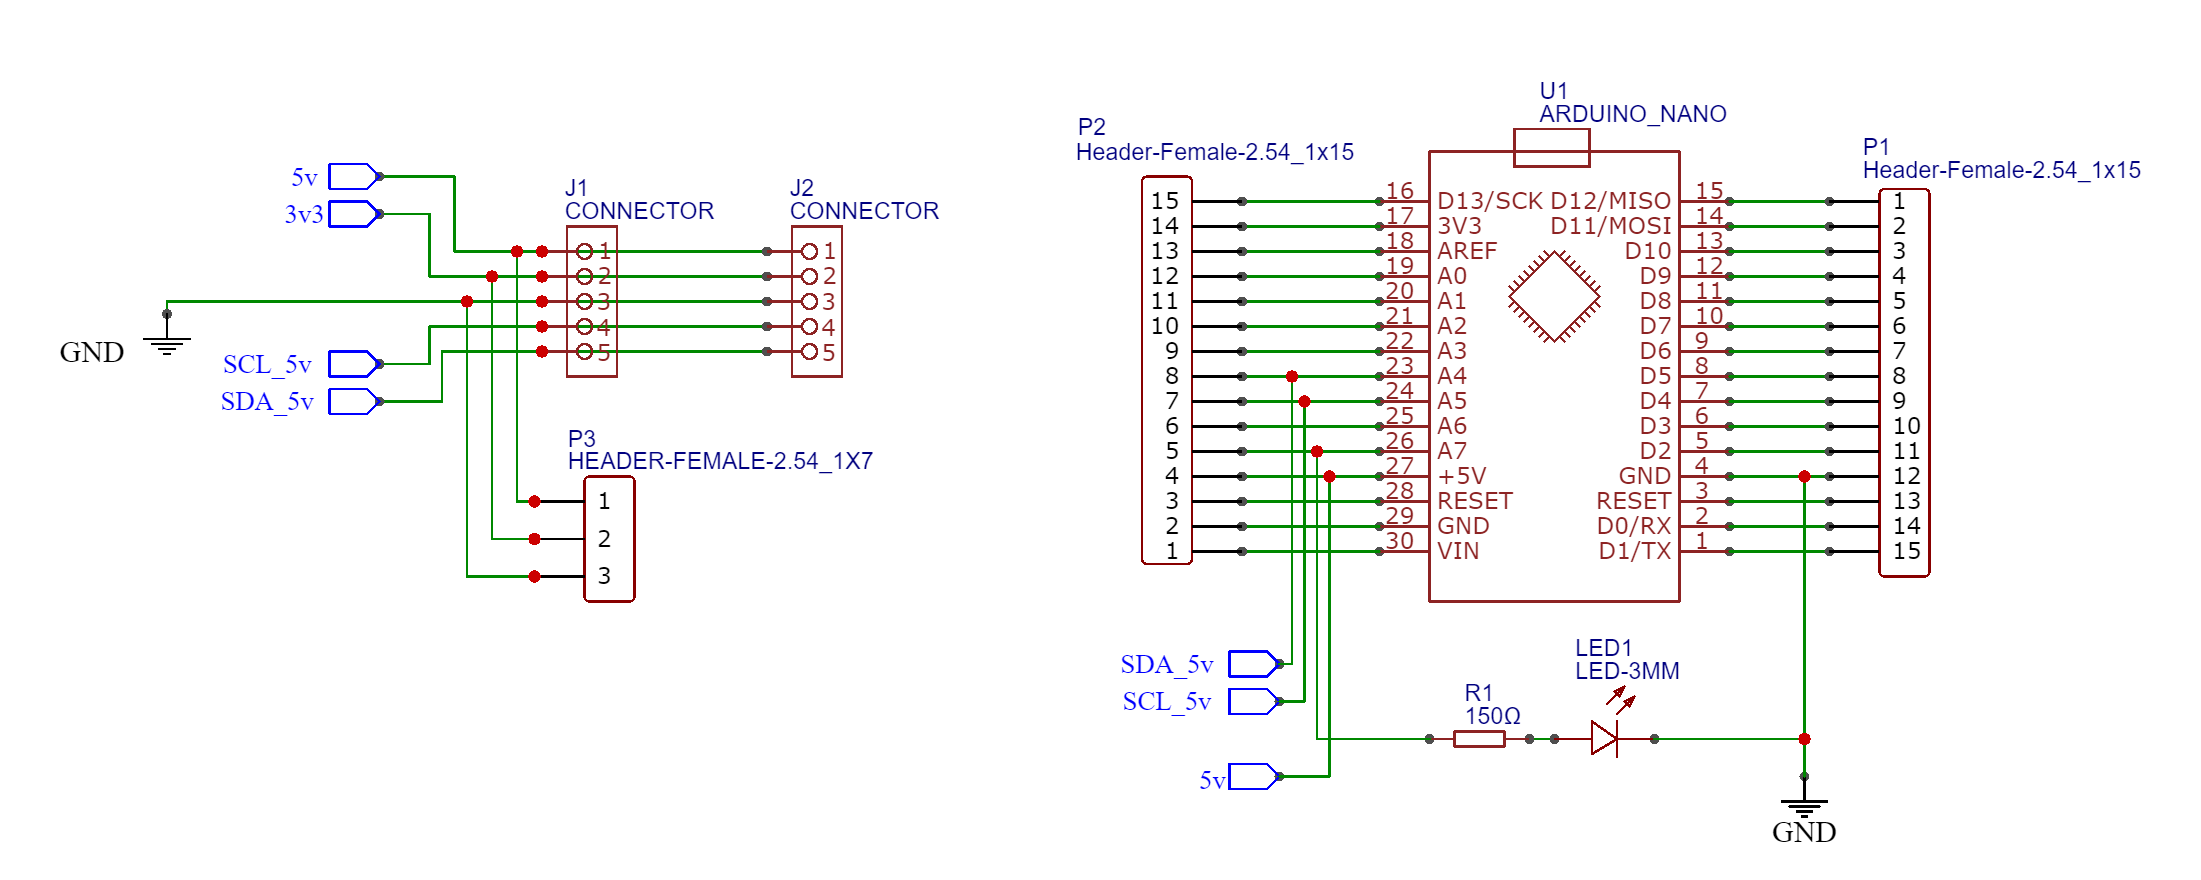 5v
3v3
GND
SCL_5v
SDA_5v
J1
CONNECTOR
1
2
3
4
5
J2
CONNECTOR
1
2
3
4
5
P3
HEADER-FEMALE-2.54_1X7
1
2
3
P2
Header-Female-2.54_1x15
15
14
13
12
11
10
9
8
7
6
5
4
3
2
1
U1
ARDUINO_NANO
16 D13/SCK D12/MISO 15
17 3V3 D11/MOSI 14
18 AREF D10 13
19 A0 D9 12
20 A1 D8 11
21 A2 D7 10
22 A3 D6 9
23 A4 D5 8
24 A5 D4 7
25 A6 D3 6
26 A7 D2 5
27 +5V GND 4
28 RESET RESET 3
29 GND D0/RX 2
30 VIN D1/TX 1
P1
Header-Female-2.54_1x15
1
2
3
4
5
6
7
8
9
10
11
12
13
14
15
SDA_5v
SCL_5v
5v
R1
150Ω
LED1
LED-3MM
GND